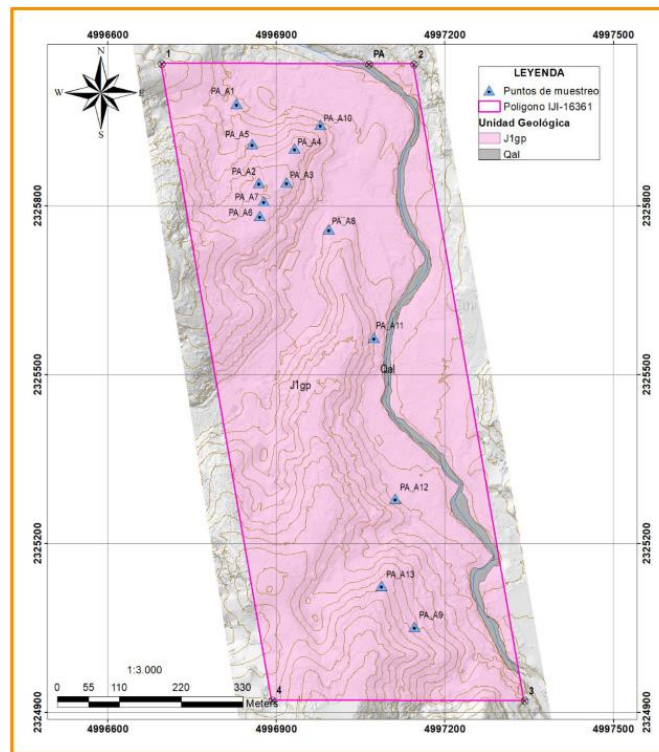 4996600 4996900 4997200 4997500
1 PA 2
N
W E
S
LEYENDA
Puntos de muestreo
Poligono IJI-16361
Unidad Geológica
J1gp
Qal
PA_A1
PA_A10
PA_A5
PA_A4
PA_A2
PA_A3
PA_A7
PA_A6
PA_A8
2325800 2325800
PA_A11
Qal
J1gp
2325500 2325500
PA_A12
2325200 2325200
PA_A13
PA_A9
1:3.000
0 55 110 220 330
Meters
4 3
2324900 2324900
4996600 4996900 4997200 4997500